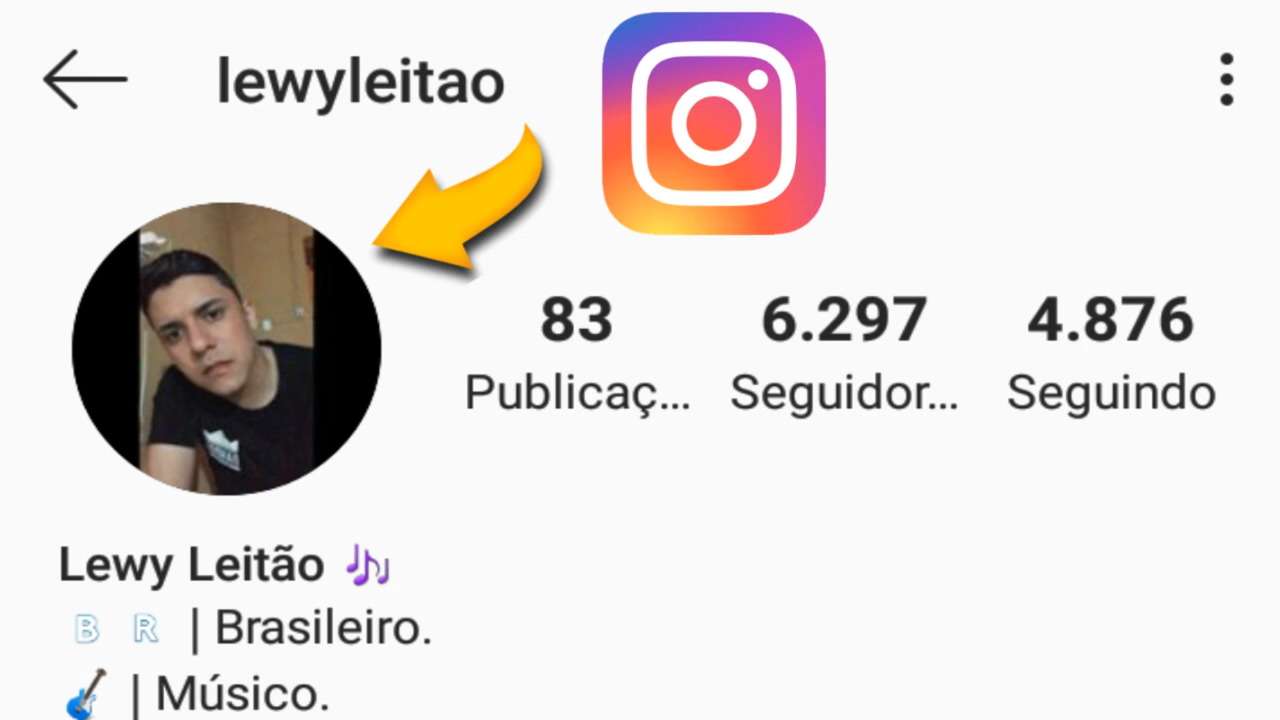 lewyleitao
83 6.297 4.876
Publicaç... Seguidor... Seguindo
Lewy Leitão 🎶
B R | Brasileiro.
🎸 | Músico.